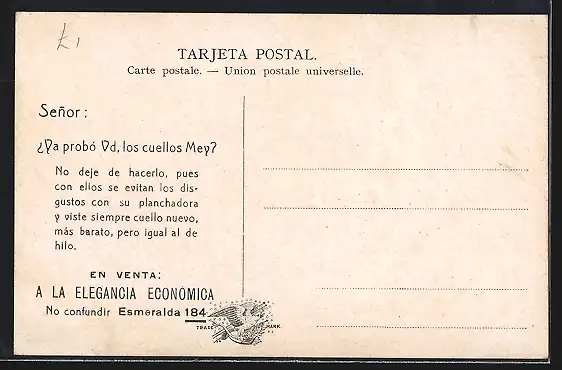 £1
TARJETA POSTAL.
Carte postale. — Union postale universelle.
Señor:
¿Ya probó Vd, los cuellos Mey?
No deje de hacerlo, pues
con ellos se evitan los dis-
gustos con su planchadora
y viste siempre cuello nuevo,
más barato, pero igual al de
hilo.
EN VENTA:
A LA ELEGANCIA ECONÓMICA
No confundir Esmeralda 184
TRADE MARK.